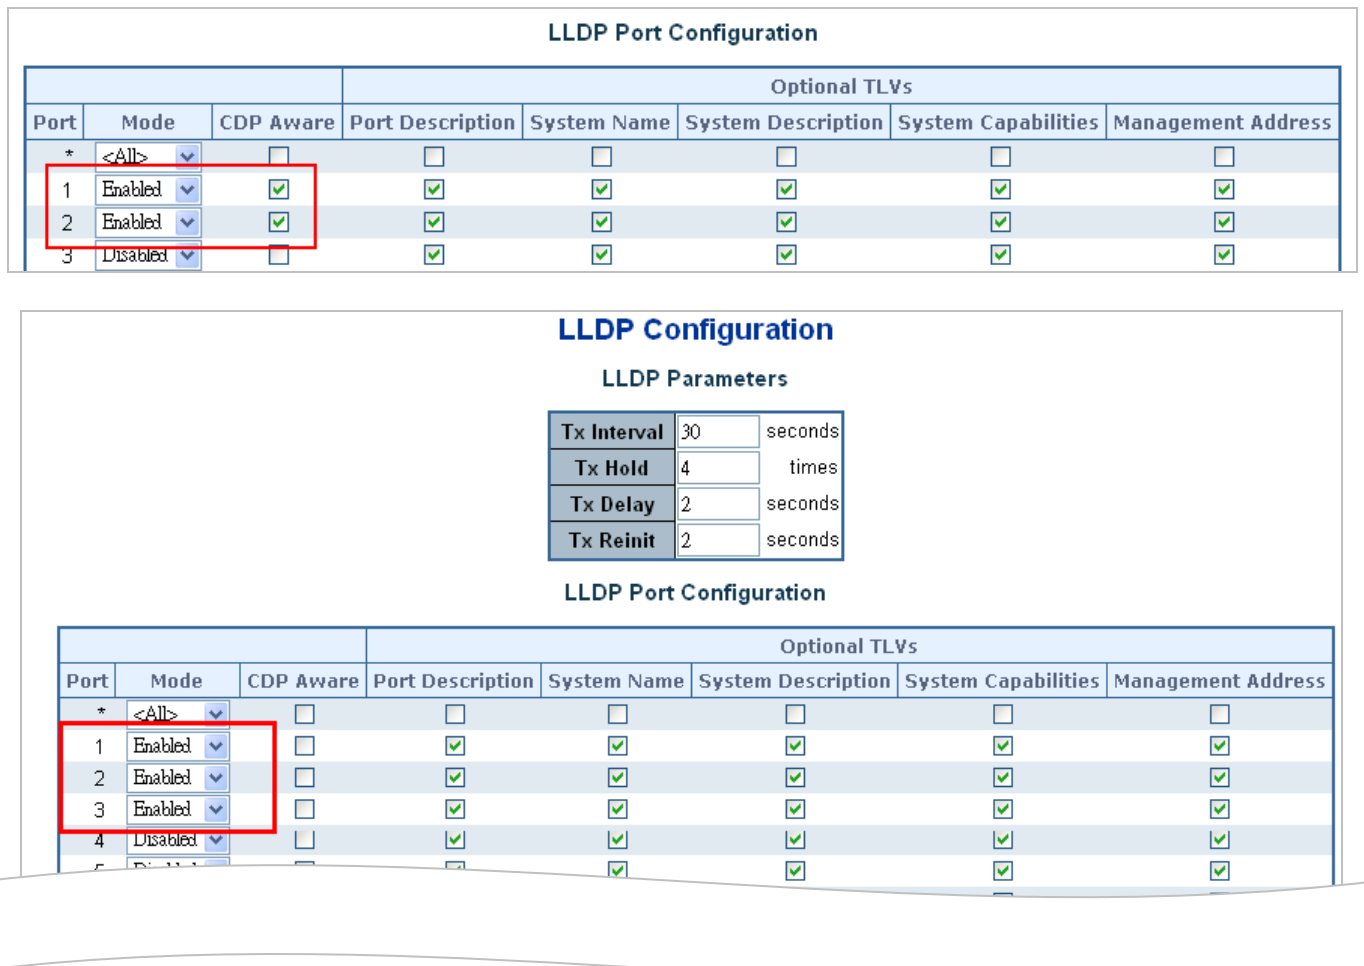 LLDP Port Configuration
Optional TLVs
Port Mode CDP Aware Port Description System Name System Description System Capabilities Management Address
* <All>
1 Enabled
2 Enabled
3 Disabled
LLDP Configuration
LLDP Parameters
Tx Interval 30 seconds
Tx Hold 4 times
Tx Delay 2 seconds
Tx Reinit 2 seconds
LLDP Port Configuration
Optional TLVs
Port Mode CDP Aware Port Description System Name System Description System Capabilities Management Address
* <All>
1 Enabled
2 Enabled
3 Enabled
4 Disabled